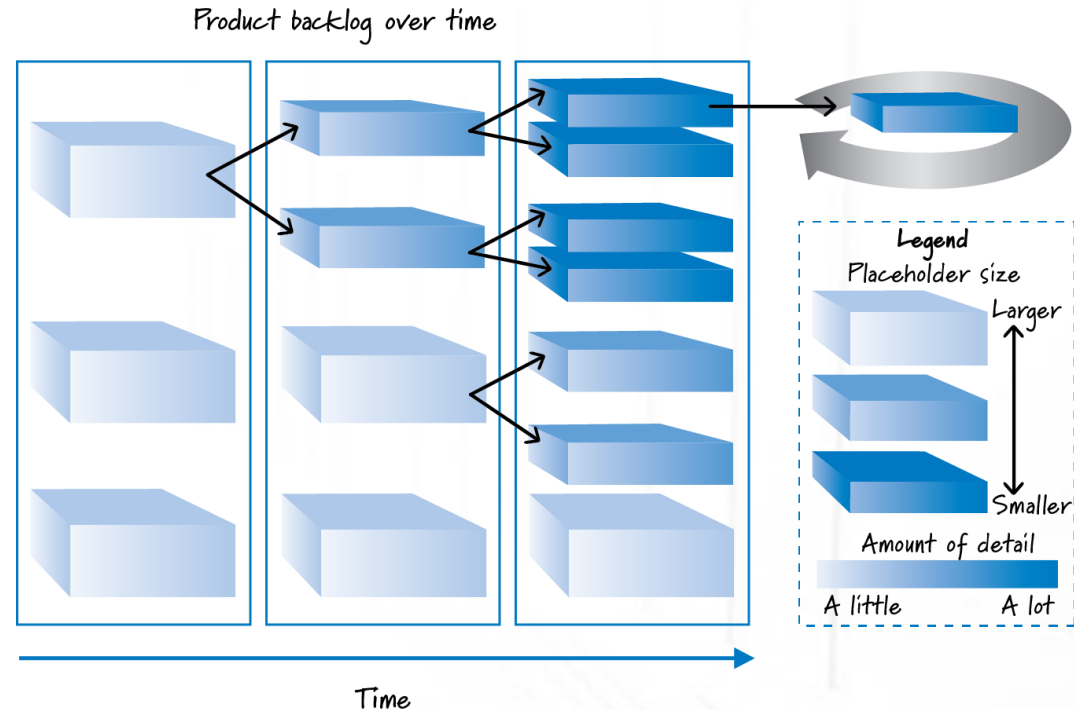 Product backlog over time
Legend
Placeholder size
Larger
Smaller
Amount of detail
A little
A lot
Time